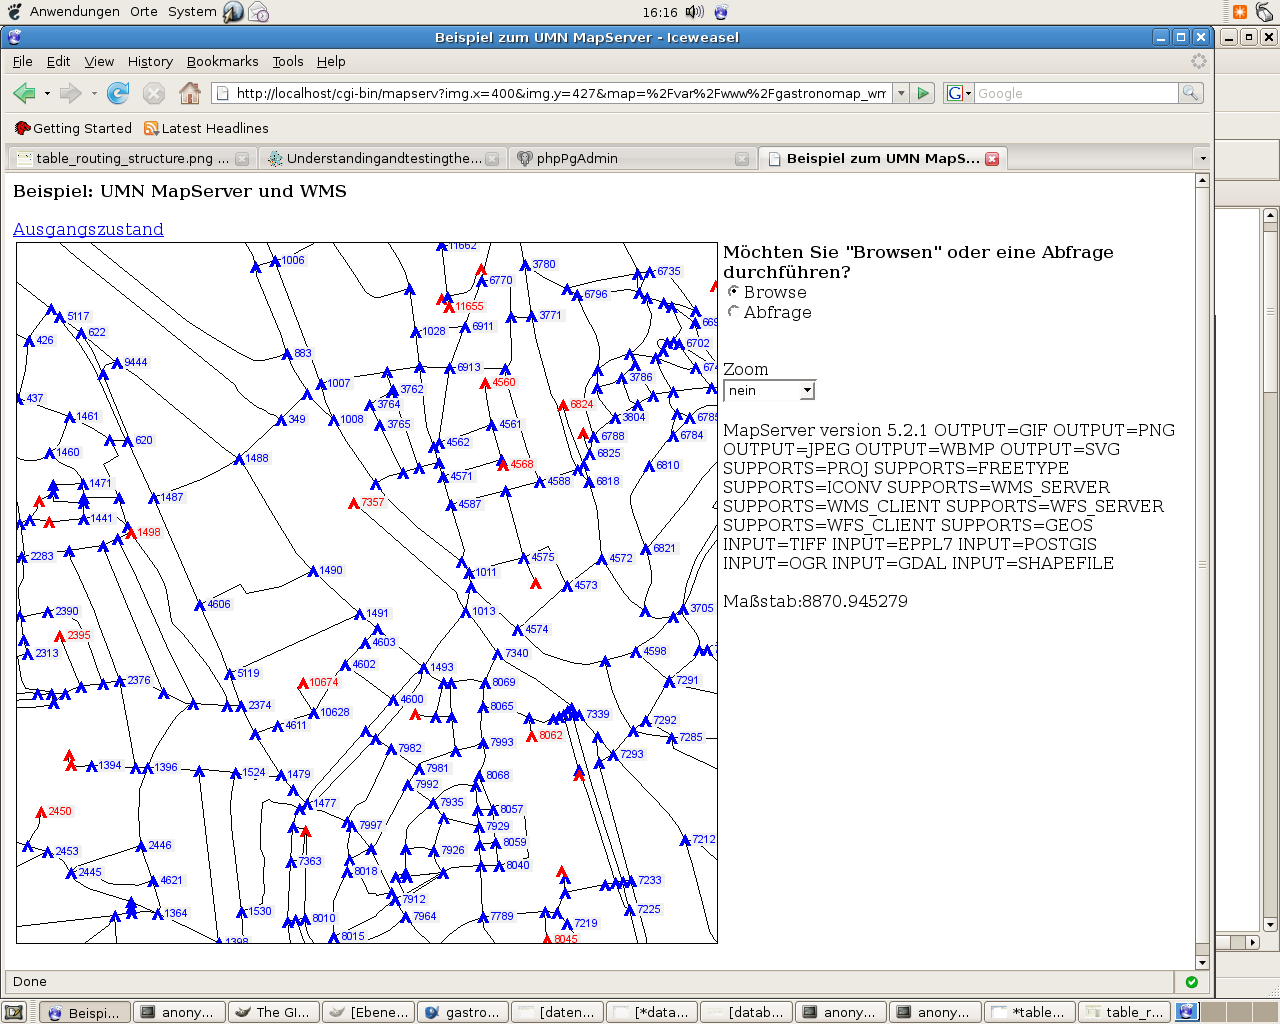 Anwendungen Orte System
16:16
Beispiel zum UMN MapServer - Iceweasel
File Edit View History Bookmarks Tools Help
http://localhost/cgi-bin/mapserv?img.x=400&img.y=427&map=%2Fvar%2Fwww%2Fgastronomap_wm
Google
Getting Started Latest Headlines
table_routing_structure.png ... Understandingandtestingthe... phpPgAdmin Beispiel zum UMN MapS...
Beispiel: UMN MapServer und WMS
Ausgangszustand
Möchten Sie "Browsen" oder eine Abfrage
durchführen?
Browse
Abfrage
Zoom
nein
MapServer version 5.2.1 OUTPUT=GIF OUTPUT=PNG
OUTPUT=JPEG OUTPUT=WBMP OUTPUT=SVG
SUPPORTS=PROJ SUPPORTS=FREETYPE
SUPPORTS=ICONV SUPPORTS=WMS_SERVER
SUPPORTS=WMS_CLIENT SUPPORTS=WFS_SERVER
SUPPORTS=WFS_CLIENT SUPPORTS=GEOS
INPUT=TIFF INPUT=EPPL7 INPUT=POSTGIS
INPUT=OGR INPUT=GDAL INPUT=SHAPEFILE
Maßstab:8870.945279
11662
1006 3780 6735
6770 6796
11655
5117 3771
622 1028 6911 669
426 6702
883
9444 6913 674
1007 3786
4560
437 3762
3764 6824
1461 349 1008 3765 4561 3804 6785
620 4562 6788 6784
1460 1488 6825
4568 6810
1471 4571 4588 6818
1487
7357 4587
1441
1498
2283 4575 4572 6821
1490 1011
4573
4606
2390 1491 1013 3705
4574
2395 4603
2313 7340 4598
4602 1493
5119
2376 10674 8069 7291
4600
2374 10628 8065 7339
4611 7292
8062 7285
7982 7993 7293
1394 1396 1524 1479 7981 8068
7992
1477 7935 8057
2450
7997 7929
7212
2453 2446 7926 8059
7363 8040
2445 8018
4621 7233
7912
1364 1530 8010 7964 7789 7225
7219
1398 8015 8045
Done
Beispi... anony... The GI... [Ebene... gastro... [daten... [*data... [datab... anony... anony... *table... table_r...